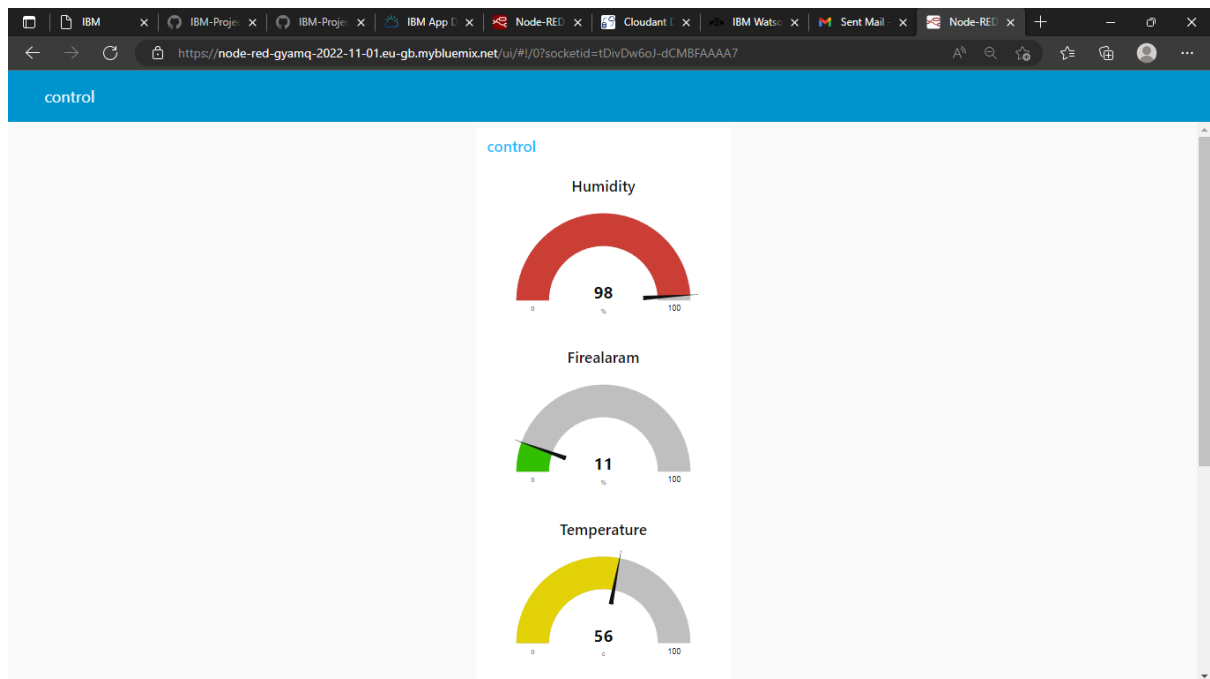 IBM
IBM-Projec
IBM-Projec
IBM App D
Node-RED
Cloudant
IBM Watso
Sent Mail -
Node-RED
https://node-red-gyamq-2022-11-01.eu-gb.mybluemix.net/ui/#!/0?socketid=tDivDw6oJ-dCMBFAAAA7
control
control
Humidity
98
0 % 100
Firealaram
11
0 % 100
Temperature
56
0 c 100